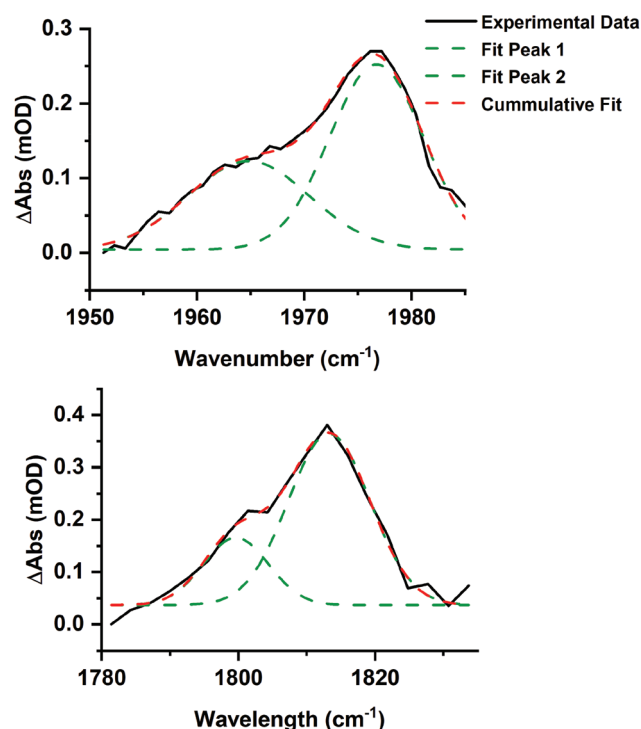 Experimental Data
Fit Peak 1
Fit Peak 2
Cummulative Fit
ΔAbs (mOD)
0.3
0.2
0.1
0.0
1950 1960 1970 1980
Wavenumber (cm⁻¹)
ΔAbs (mOD)
0.4
0.3
0.2
0.1
0.0
1780 1800 1820
Wavelength (cm⁻¹)